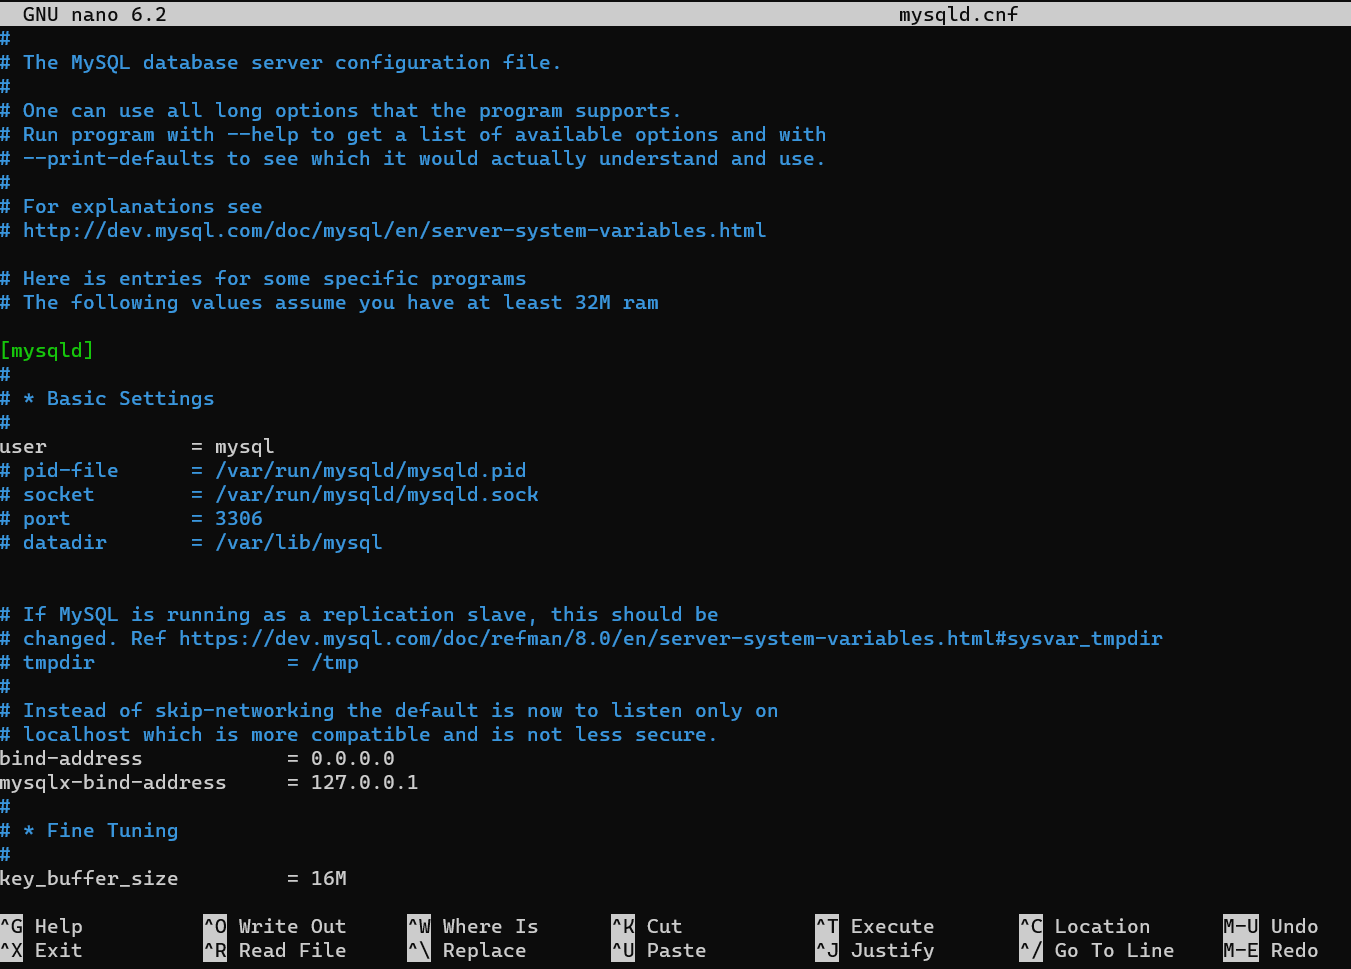 GNU nano 6.2 mysqld.cnf
#
# The MySQL database server configuration file.
#
# One can use all long options that the program supports.
# Run program with --help to get a list of available options and with
# --print-defaults to see which it would actually understand and use.
#
# For explanations see
# http://dev.mysql.com/doc/mysql/en/server-system-variables.html
# Here is entries for some specific programs
# The following values assume you have at least 32M ram
[mysqld]
#
# * Basic Settings
#
user = mysql
# pid-file = /var/run/mysqld/mysqld.pid
# socket = /var/run/mysqld/mysqld.sock
# port = 3306
# datadir = /var/lib/mysql
# If MySQL is running as a replication slave, this should be
# changed. Ref https://dev.mysql.com/doc/refman/8.0/en/server-system-variables.html#sysvar_tmpdir
# tmpdir = /tmp
#
# Instead of skip-networking the default is now to listen only on
# localhost which is more compatible and is not less secure.
bind-address = 0.0.0.0
mysqlx-bind-address = 127.0.0.1
#
# * Fine Tuning
#
key_buffer_size = 16M
^G Help ^O Write Out ^W Where Is ^K Cut ^T Execute ^C Location M-U Undo
^X Exit ^R Read File ^\ Replace ^U Paste ^J Justify ^/ Go To Line M-E Redo